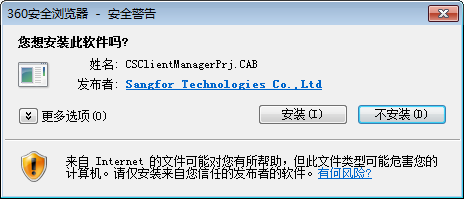 360安全浏览器 - 安全警告
您想安装此软件吗?
姓名: CSClientManagerPrj.CAB
发布者: Sangfor Technologies Co.,Ltd
更多选项(O) 安装(I) 不安装(D)
来自 Internet 的文件可能对您有所帮助，但此文件类型可能危害您的
计算机。请仅安装来自您信任的发布者的软件。有何风险?